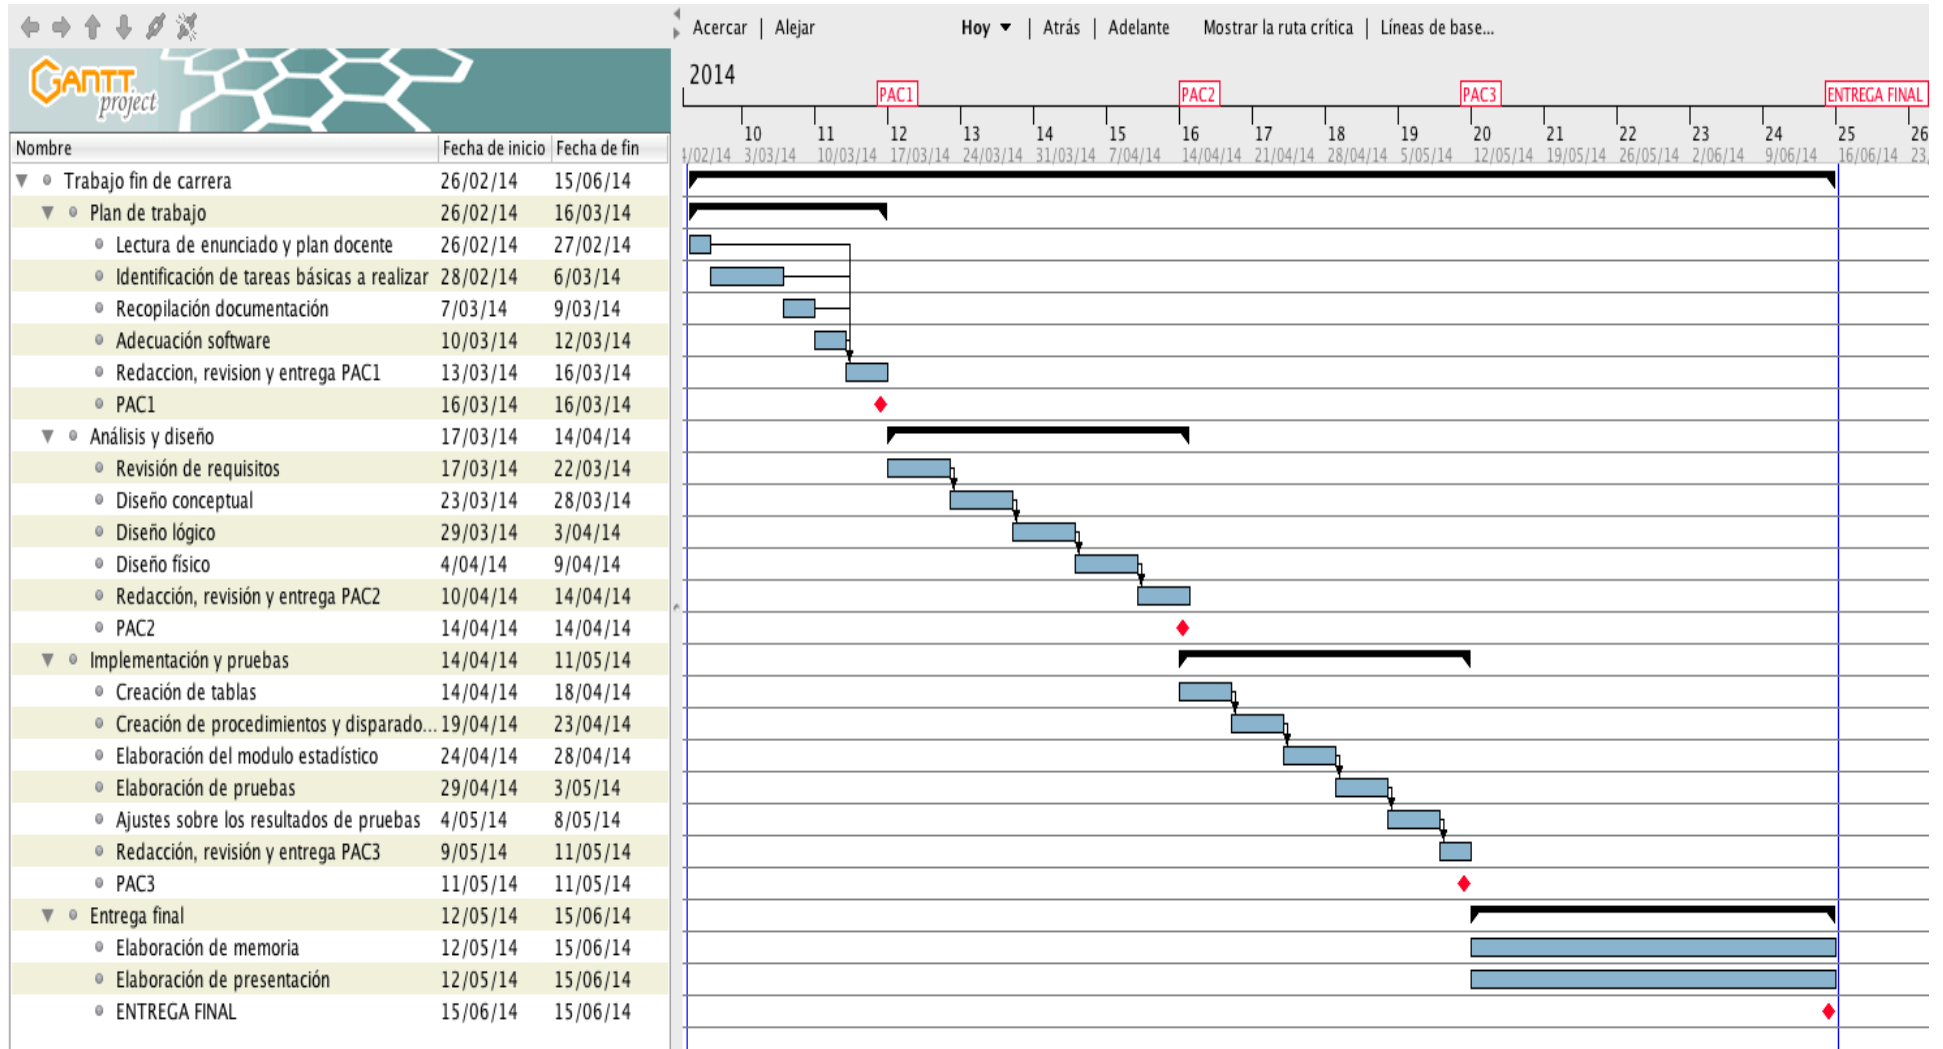 Acercar | Alejar Hoy | Atrás | Adelante Mostrar la ruta crítica | Líneas de base...
GANTT
project
2014
PAC1 PAC2 PAC3 ENTREGA FINAL
10 11 12 13 14 15 16 17 18 19 20 21 22 23 24 25 26
/02/14 3/03/14 10/03/14 17/03/14 24/03/14 31/03/14 7/04/14 14/04/14 21/04/14 28/04/14 5/05/14 12/05/14 19/05/14 26/05/14 2/06/14 9/06/14 16/06/14 23/
Nombre Fecha de inicio Fecha de fin
Trabajo fin de carrera 26/02/14 15/06/14
Plan de trabajo 26/02/14 16/03/14
Lectura de enunciado y plan docente 26/02/14 27/02/14
Identificación de tareas básicas a realizar 28/02/14 6/03/14
Recopilación documentación 7/03/14 9/03/14
Adecuación software 10/03/14 12/03/14
Redaccion, revision y entrega PAC1 13/03/14 16/03/14
PAC1 16/03/14 16/03/14
Análisis y diseño 17/03/14 14/04/14
Revisión de requisitos 17/03/14 22/03/14
Diseño conceptual 23/03/14 28/03/14
Diseño lógico 29/03/14 3/04/14
Diseño físico 4/04/14 9/04/14
Redacción, revisión y entrega PAC2 10/04/14 14/04/14
PAC2 14/04/14 14/04/14
Implementación y pruebas 14/04/14 11/05/14
Creación de tablas 14/04/14 18/04/14
Creación de procedimientos y disparado... 19/04/14 23/04/14
Elaboración del modulo estadístico 24/04/14 28/04/14
Elaboración de pruebas 29/04/14 3/05/14
Ajustes sobre los resultados de pruebas 4/05/14 8/05/14
Redacción, revisión y entrega PAC3 9/05/14 11/05/14
PAC3 11/05/14 11/05/14
Entrega final 12/05/14 15/06/14
Elaboración de memoria 12/05/14 15/06/14
Elaboración de presentación 12/05/14 15/06/14
ENTREGA FINAL 15/06/14 15/06/14